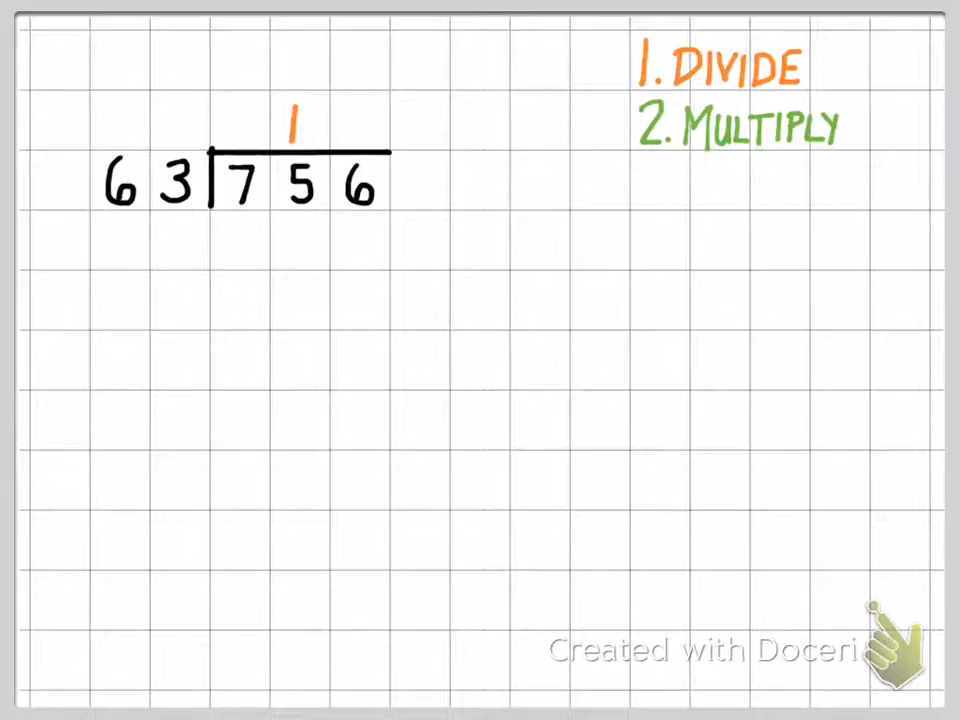 1. DIVIDE
2. MULTIPLY
1
63 756
Created with Doceri